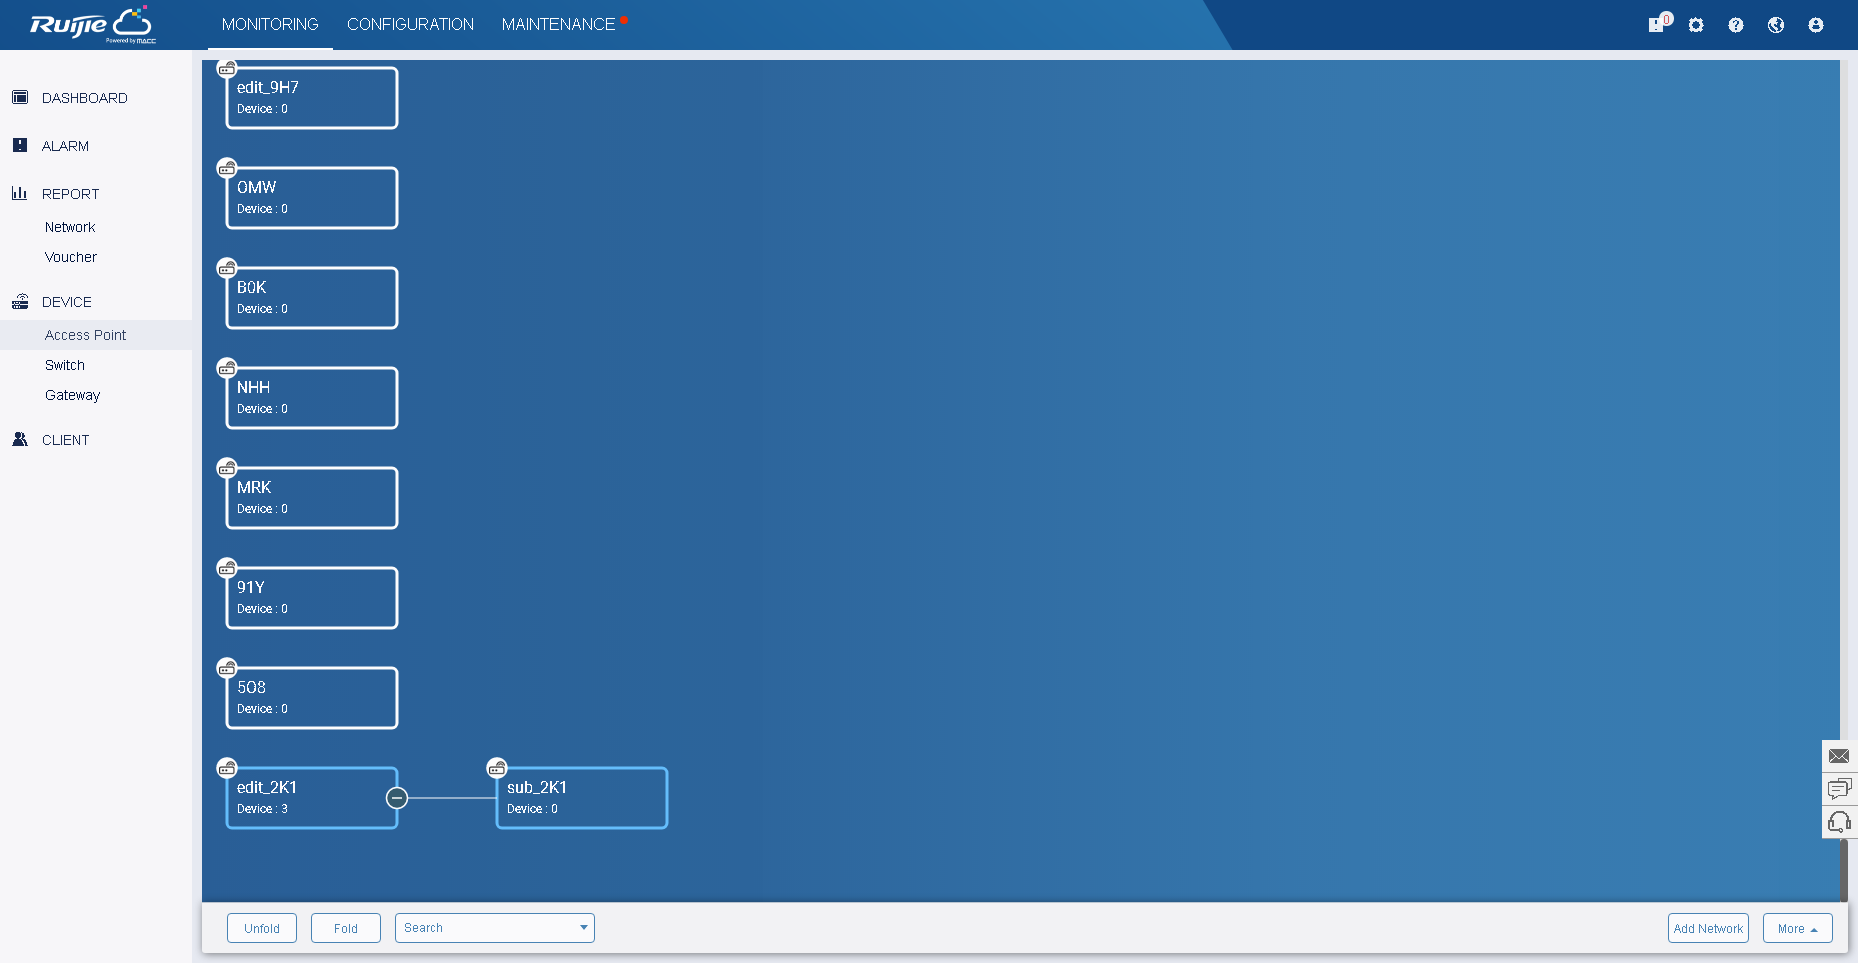 Ruijie
Powered by MACC
MONITORING
CONFIGURATION
MAINTENANCE
0
DASHBOARD
ALARM
REPORT
Network
Voucher
DEVICE
Access Point
Switch
Gateway
CLIENT
edit_9H7
Device : 0
OMW
Device : 0
B0K
Device : 0
NHH
Device : 0
MRK
Device : 0
91Y
Device : 0
5O8
Device : 0
edit_2K1
Device : 3
sub_2K1
Device : 0
Unfold
Fold
Search
Add Network
More